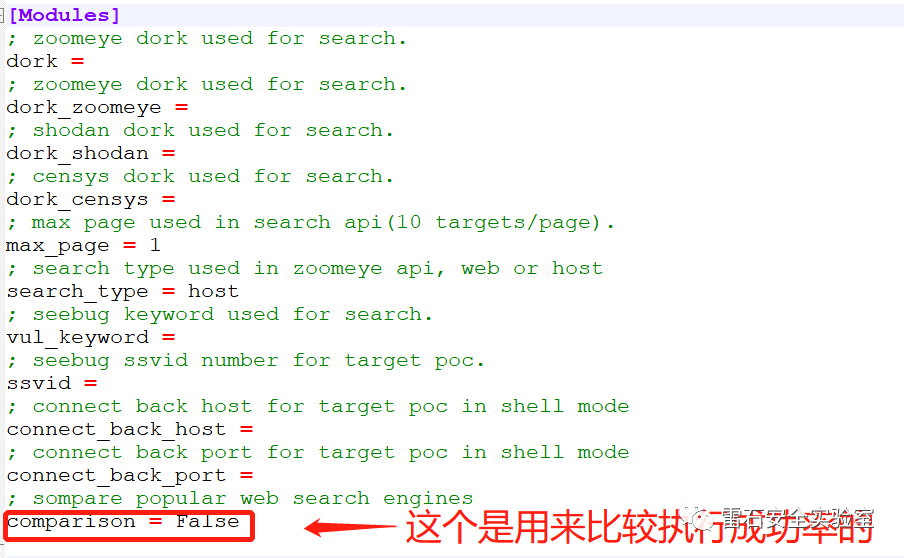 [Modules]
; zoomeye dork used for search.
dork =
; zoomeye dork used for search.
dork_zoomeye =
; shodan dork used for search.
dork_shodan =
; censys dork used for search.
dork_censys =
; max page used in search api(10 targets/page).
max_page = 1
; search type used in zoomeye api, web or host
search_type = host
; seebug keyword used for search.
vul_keyword =
; seebug ssvid number for target poc.
ssvid =
; connect back host for target poc in shell mode
connect_back_host =
; connect back port for target poc in shell mode
connect_back_port =
; sompare popular web search engines
comparison = False
这个是用来比较执行成功率的
雷石安全实验室